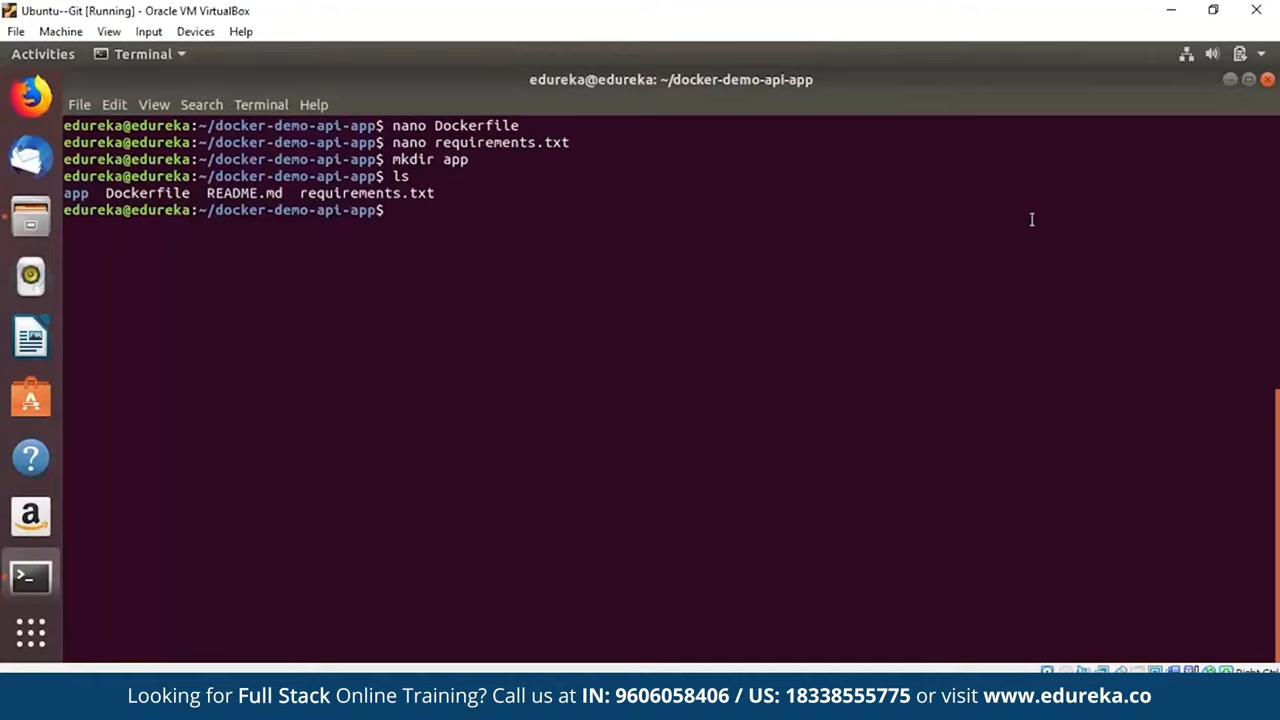 Ubuntu--Git [Running] - Oracle VM VirtualBox
File Machine View Input Devices Help
Activities Terminal
edureka@edureka: ~/docker-demo-api-app
File Edit View Search Terminal Help
edureka@edureka:~/docker-demo-api-app$ nano Dockerfile
edureka@edureka:~/docker-demo-api-app$ nano requirements.txt
edureka@edureka:~/docker-demo-api-app$ mkdir app
edureka@edureka:~/docker-demo-api-app$ ls
app Dockerfile README.md requirements.txt
edureka@edureka:~/docker-demo-api-app$
Looking for Full Stack Online Training? Call us at IN: 9606058406 / US: 18338555775 or visit www.edureka.co